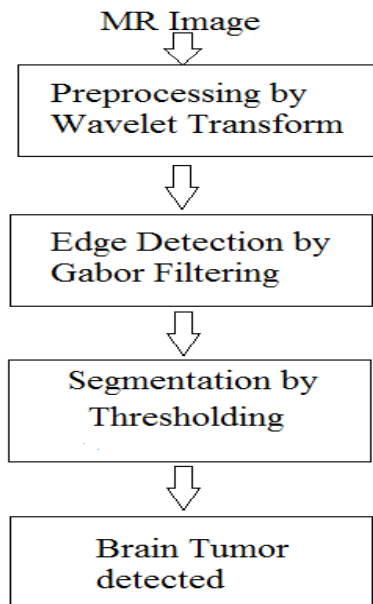 MR Image
Preprocessing by
Wavelet Transform
Edge Detection by
Gabor Filtering
Segmentation by
Thresholding
Brain Tumor
detected